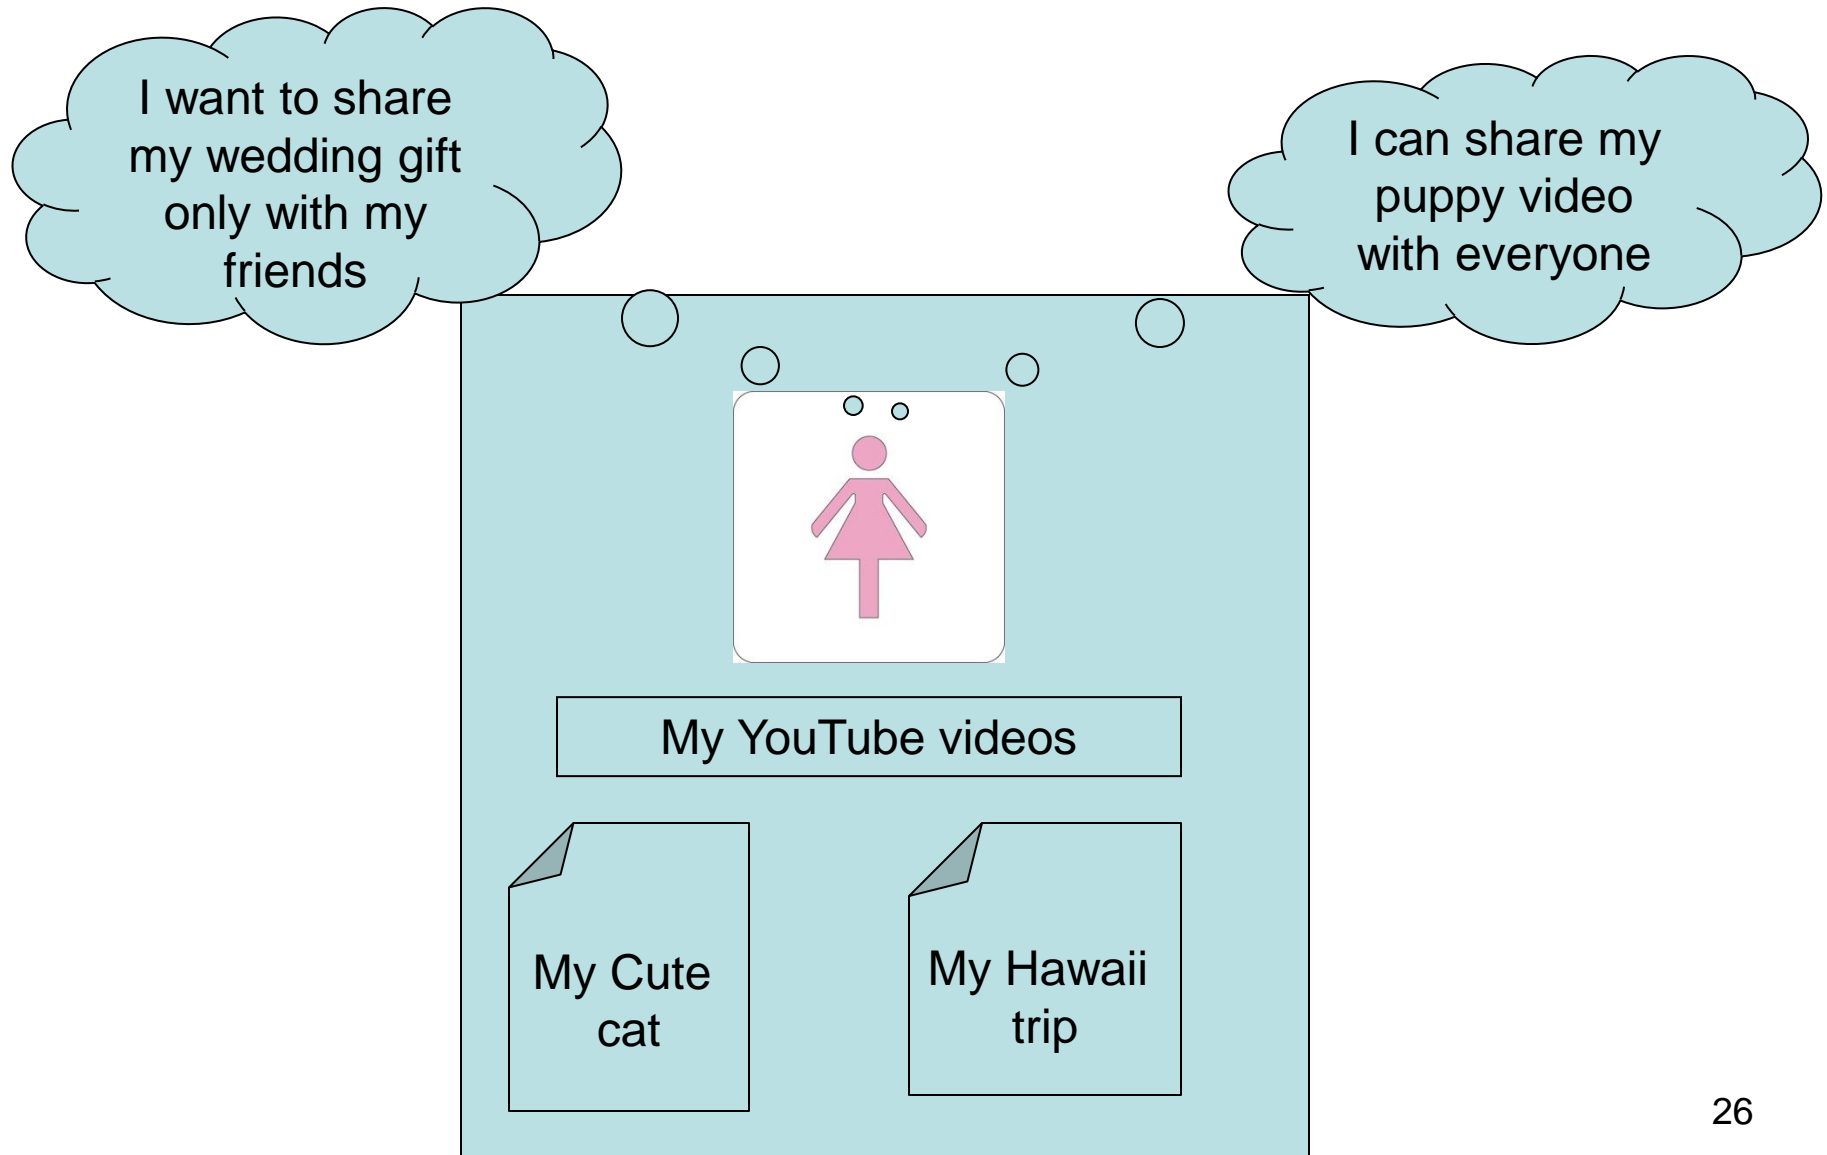 I want to share
my wedding gift
only with my
friends
I can share my
puppy video
with everyone
My YouTube videos
My Cute
cat
My Hawaii
trip
26